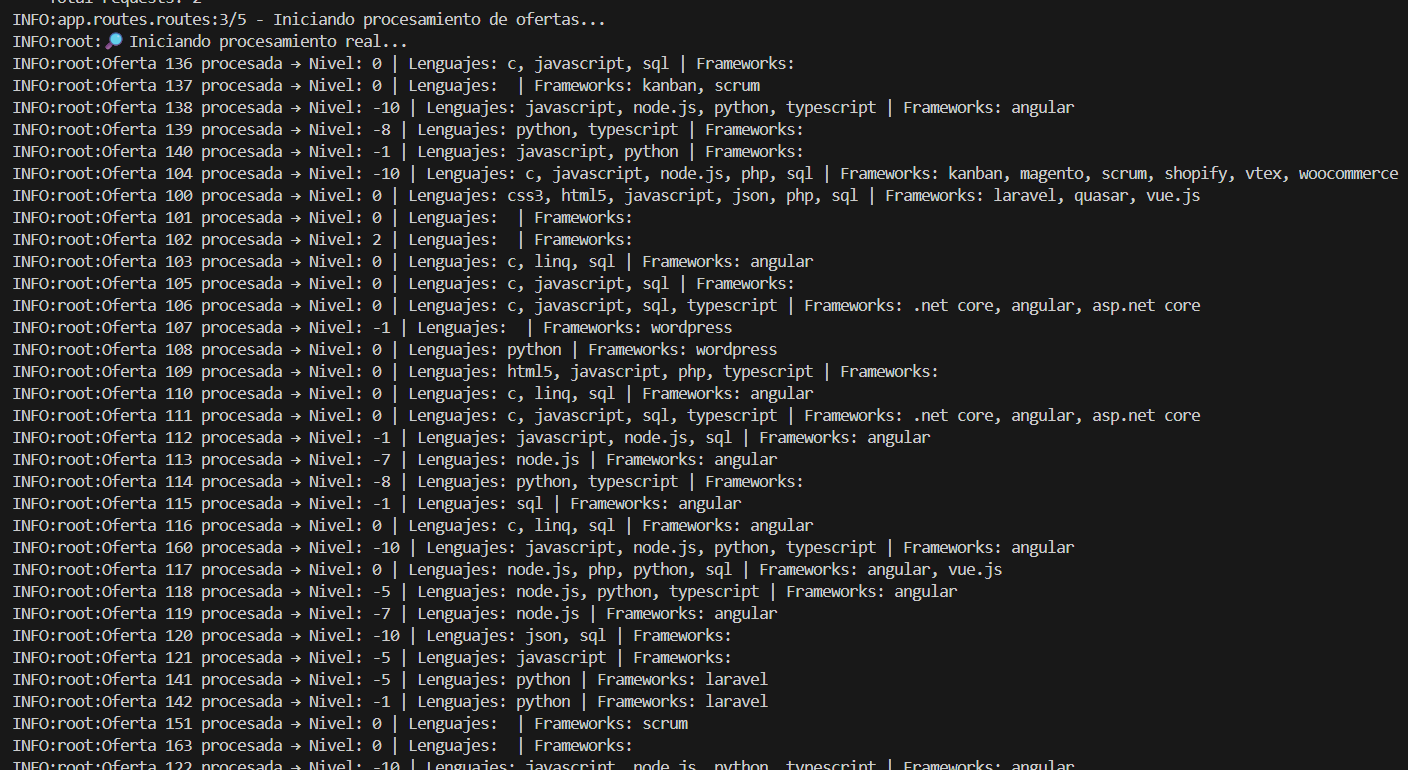 Total requests: 2
INFO:app.routes.routes:3/5 - Iniciando procesamiento de ofertas...
INFO:root:🔎 Iniciando procesamiento real...
INFO:root:Oferta 136 procesada → Nivel: 0 | Lenguajes: c, javascript, sql | Frameworks:
INFO:root:Oferta 137 procesada → Nivel: 0 | Lenguajes:  | Frameworks: kanban, scrum
INFO:root:Oferta 138 procesada → Nivel: -10 | Lenguajes: javascript, node.js, python, typescript | Frameworks: angular
INFO:root:Oferta 139 procesada → Nivel: -8 | Lenguajes: python, typescript | Frameworks:
INFO:root:Oferta 140 procesada → Nivel: -1 | Lenguajes: javascript, python | Frameworks:
INFO:root:Oferta 104 procesada → Nivel: -10 | Lenguajes: c, javascript, node.js, php, sql | Frameworks: kanban, magento, scrum, shopify, vtex, woocommerce
INFO:root:Oferta 100 procesada → Nivel: 0 | Lenguajes: css3, html5, javascript, json, php, sql | Frameworks: laravel, quasar, vue.js
INFO:root:Oferta 101 procesada → Nivel: 0 | Lenguajes:  | Frameworks:
INFO:root:Oferta 102 procesada → Nivel: 2 | Lenguajes:  | Frameworks:
INFO:root:Oferta 103 procesada → Nivel: 0 | Lenguajes: c, linq, sql | Frameworks: angular
INFO:root:Oferta 105 procesada → Nivel: 0 | Lenguajes: c, javascript, sql | Frameworks:
INFO:root:Oferta 106 procesada → Nivel: 0 | Lenguajes: c, javascript, sql, typescript | Frameworks: .net core, angular, asp.net core
INFO:root:Oferta 107 procesada → Nivel: -1 | Lenguajes:  | Frameworks: wordpress
INFO:root:Oferta 108 procesada → Nivel: 0 | Lenguajes: python | Frameworks: wordpress
INFO:root:Oferta 109 procesada → Nivel: 0 | Lenguajes: html5, javascript, php, typescript | Frameworks:
INFO:root:Oferta 110 procesada → Nivel: 0 | Lenguajes: c, linq, sql | Frameworks: angular
INFO:root:Oferta 111 procesada → Nivel: 0 | Lenguajes: c, javascript, sql, typescript | Frameworks: .net core, angular, asp.net core
INFO:root:Oferta 112 procesada → Nivel: -1 | Lenguajes: javascript, node.js, sql | Frameworks: angular
INFO:root:Oferta 113 procesada → Nivel: -7 | Lenguajes: node.js | Frameworks: angular
INFO:root:Oferta 114 procesada → Nivel: -8 | Lenguajes: python, typescript | Frameworks:
INFO:root:Oferta 115 procesada → Nivel: -1 | Lenguajes: sql | Frameworks: angular
INFO:root:Oferta 116 procesada → Nivel: 0 | Lenguajes: c, linq, sql | Frameworks: angular
INFO:root:Oferta 160 procesada → Nivel: -10 | Lenguajes: javascript, node.js, python, typescript | Frameworks: angular
INFO:root:Oferta 117 procesada → Nivel: 0 | Lenguajes: node.js, php, python, sql | Frameworks: angular, vue.js
INFO:root:Oferta 118 procesada → Nivel: -5 | Lenguajes: node.js, python, typescript | Frameworks: angular
INFO:root:Oferta 119 procesada → Nivel: -7 | Lenguajes: node.js | Frameworks: angular
INFO:root:Oferta 120 procesada → Nivel: -10 | Lenguajes: json, sql | Frameworks:
INFO:root:Oferta 121 procesada → Nivel: -5 | Lenguajes: javascript | Frameworks:
INFO:root:Oferta 141 procesada → Nivel: -5 | Lenguajes: python | Frameworks: laravel
INFO:root:Oferta 142 procesada → Nivel: -1 | Lenguajes: python | Frameworks: laravel
INFO:root:Oferta 151 procesada → Nivel: 0 | Lenguajes:  | Frameworks: scrum
INFO:root:Oferta 163 procesada → Nivel: 0 | Lenguajes:  | Frameworks:
INFO:root:Oferta 122 procesada → Nivel: -10 | Lenguajes: javascript, node.js, python, typescript | Frameworks: angular